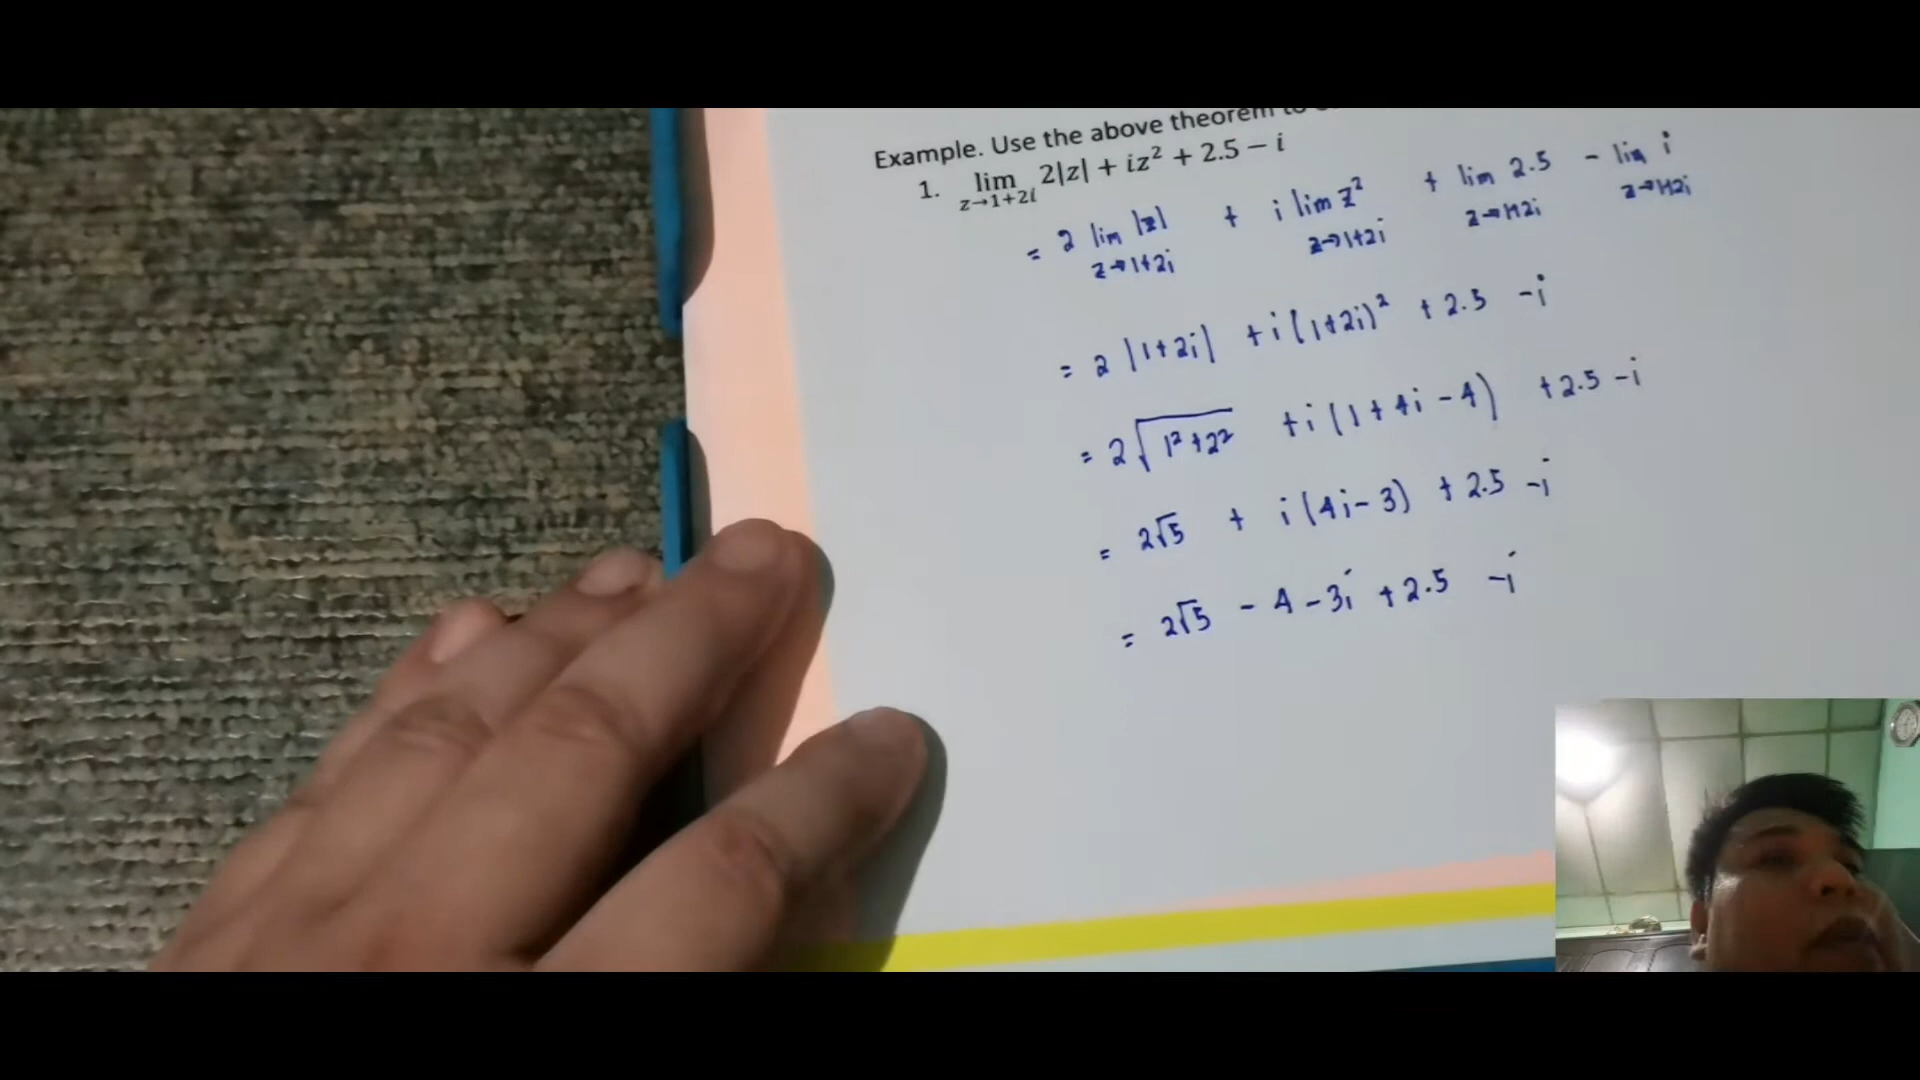 Example. Use the above theorem to
1. lim 2|z| + iz² + 2.5 − i
z→1+2i
= 2 lim |z| + i lim z² + lim 2.5 - lim i
z→1+2i z→1+2i z→1+2i z→1+2i
= 2 |1+2i| + i (1+2i)² + 2.5 -i
= 2√1²+2² + i (1+4i-4) + 2.5 -i
= 2√5 + i (4i-3) + 2.5 -i
= 2√5 - 4 - 3i + 2.5 -i